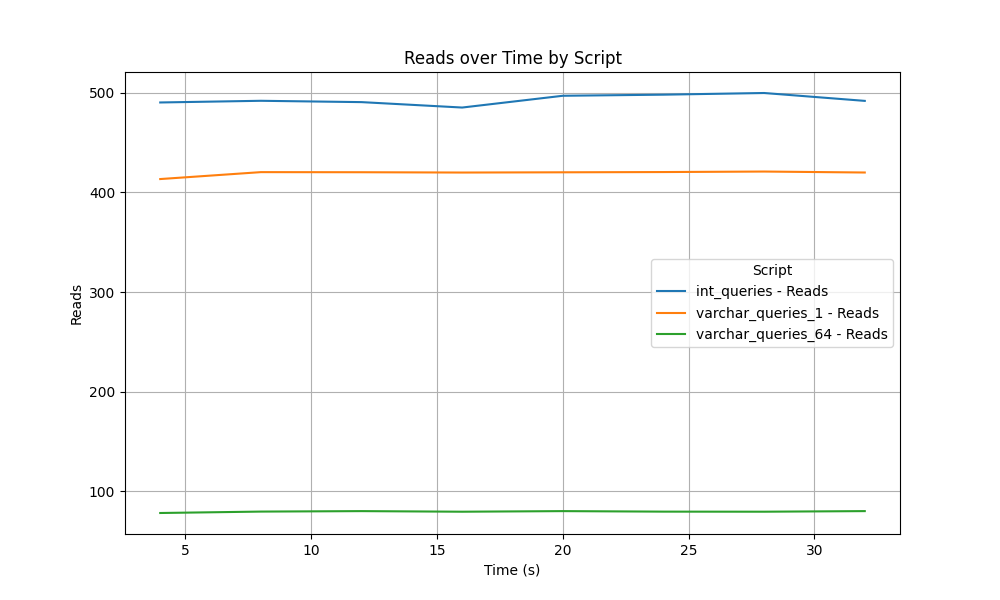 Reads over Time by Script
Reads
500
400
300
200
100
Script
int_queries - Reads
varchar_queries_1 - Reads
varchar_queries_64 - Reads
5 10 15 20 25 30
Time (s)